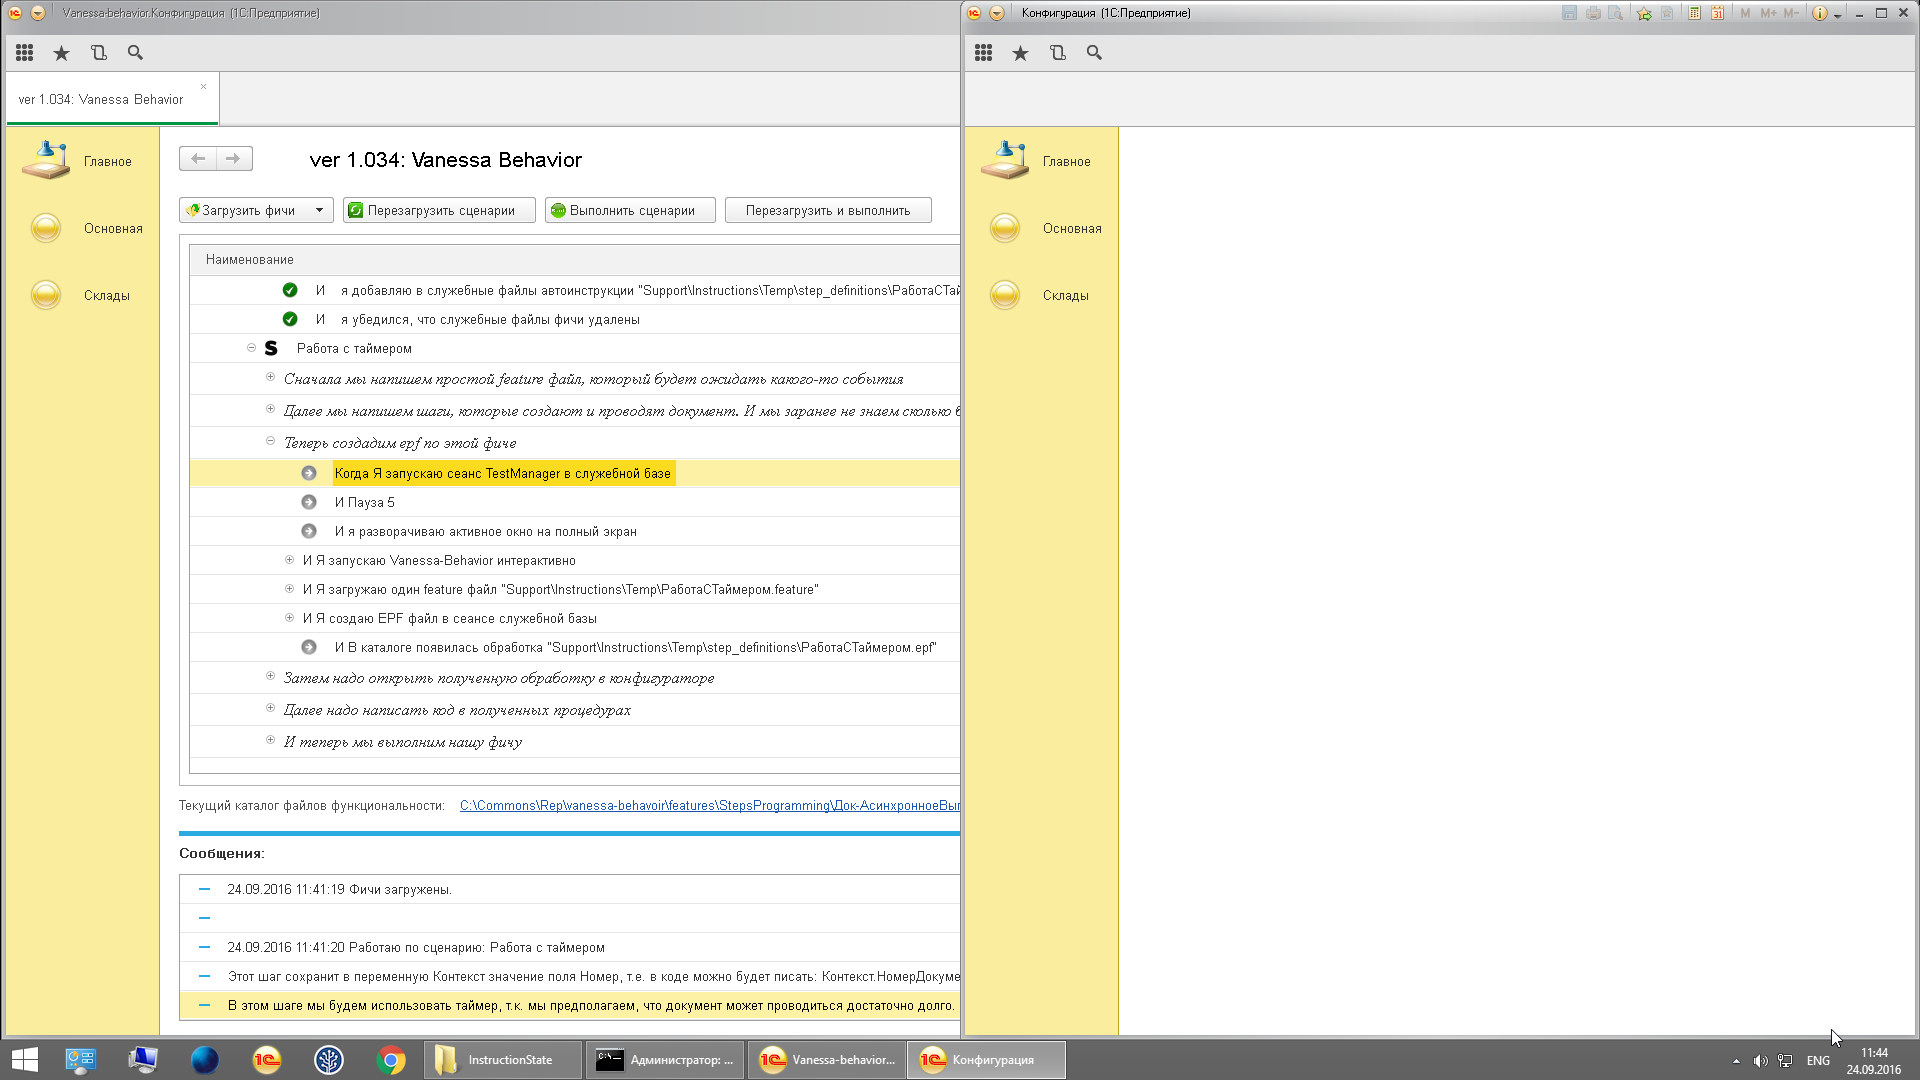 Vanessa-behavior.Конфигурация (1С:Предприятие)
ver 1.034: Vanessa Behavior
Главное
Основная
Склады
ver 1.034: Vanessa Behavior
Загрузить фичи
Перезагрузить сценарии
Выполнить сценарии
Перезагрузить и выполнить
Наименование
И я добавляю в служебные файлы автоинструкции "Support\Instructions\Temp\step_definitions\РаботаСТай
И я убедился, что служебные файлы фичи удалены
S Работа с таймером
Сначала мы напишем простой feature файл, который будет ожидать какого-то события
Далее мы напишем шаги, которые создают и проводят документ. И мы заранее не знаем сколько б
Теперь создадим epf по этой фиче
Когда Я запускаю сеанс TestManager в служебной базе
И Пауза 5
И я разворачиваю активное окно на полный экран
И Я запускаю Vanessa-Behavior интерактивно
И Я загружаю один feature файл "Support\Instructions\Temp\РаботаСТаймером.feature"
И Я создаю EPF файл в сеансе служебной базы
И В каталоге появилась обработка "Support\Instructions\Temp\step_definitions\РаботаСТаймером.epf"
Затем надо открыть полученную обработку в конфигураторе
Далее надо написать код в полученных процедурах
И теперь мы выполним нашу фичу
Текущий каталог файлов функциональности: C:\Commons\Rep\vanessa-behavoir\features\StepsProgramming\Док-АсинхронноеВып
Сообщения:
24.09.2016 11:41:19 Фичи загружены.
24.09.2016 11:41:20 Работаю по сценарию: Работа с таймером
Этот шаг сохранит в переменную Контекст значение поля Номер, т.е. в коде можно будет писать: Контекст.НомерДокуме
В этом шаге мы будем использовать таймер, т.к. мы предполагаем, что документ может проводиться достаточно долго.
Конфигурация (1С:Предприятие)
M M+ M-
Главное
Основная
Склады
InstructionState
Администратор: ...
Vanessa-behavior...
Конфигурация
ENG
11:44
24.09.2016